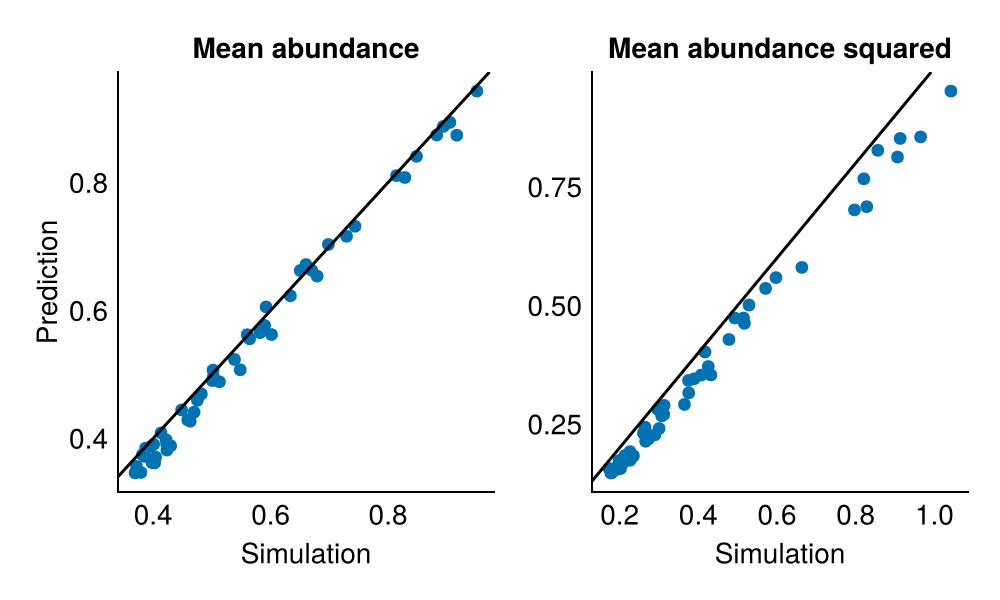 Mean abundance
Prediction
0.8
0.6
0.4
0.4 0.6 0.8
Simulation
Mean abundance squared
0.75
0.50
0.25
0.2 0.4 0.6 0.8 1.0
Simulation